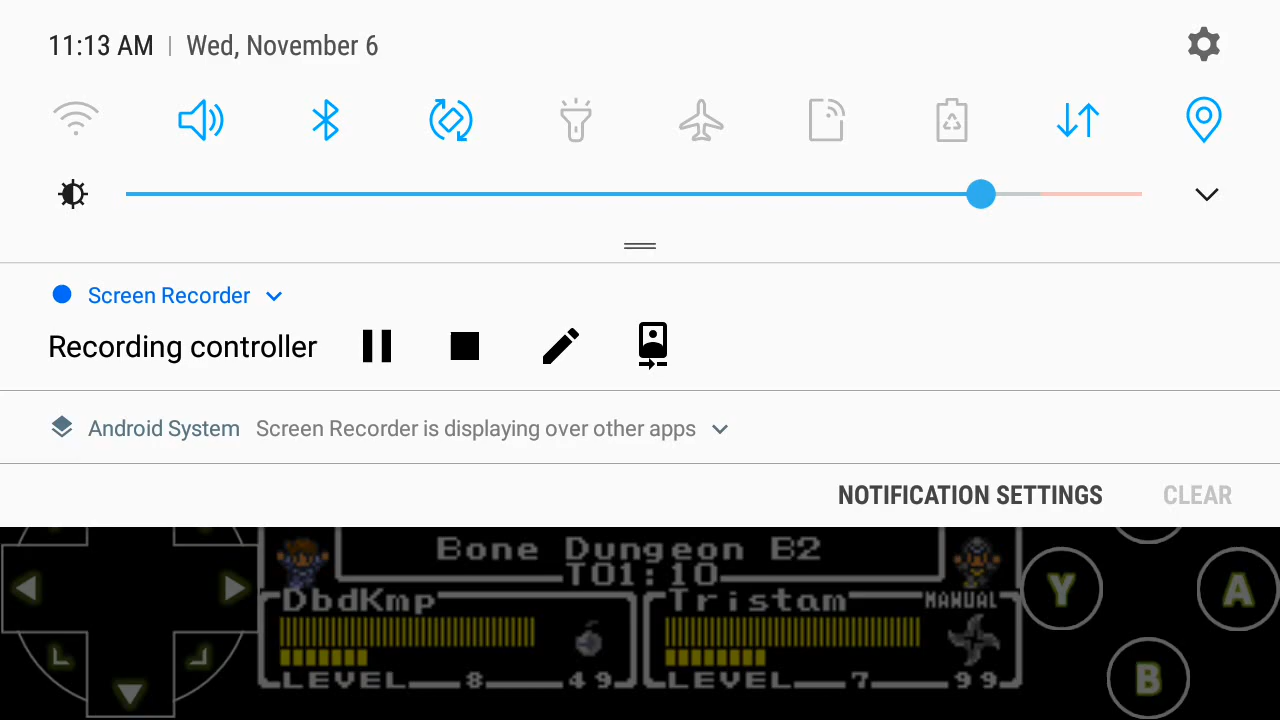 11:13 AM | Wed, November 6
Screen Recorder
Recording controller
Android System Screen Recorder is displaying over other apps
NOTIFICATION SETTINGS CLEAR
Bone Dungeon B2
T01:10
DbdKmp Tristam MANUAL
LEVEL 8 49 LEVEL 7 99
Y
A
B
L